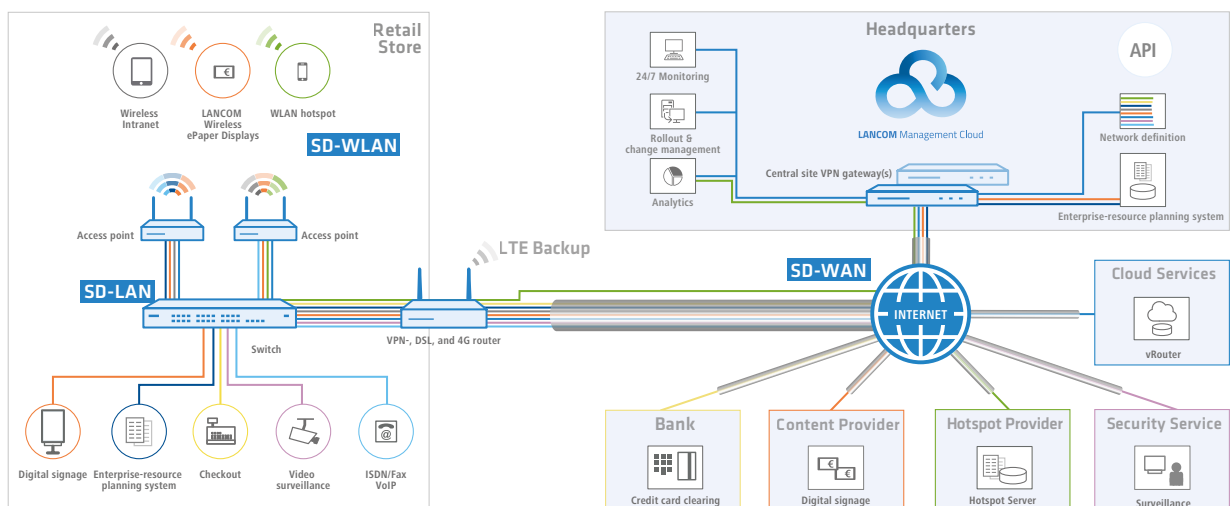 Retail
Store
Wireless
Intranet
LANCOM
Wireless
ePaper Displays
WLAN hotspot
SD-WLAN
Access point
Access point
SD-LAN
Switch
LTE Backup
VPN-, DSL, and 4G router
Digital signage
Enterprise-resource
planning system
Checkout
Video
surveillance
ISDN/Fax
VoIP
@
€
Headquarters
API
24/7 Monitoring
Rollout &
change management
Analytics
LANCOM Management Cloud
Central site VPN gateway(s)
Network definition
Enterprise-resource planning system
SD-WAN
INTERNET
Cloud Services
vRouter
Bank
Credit card clearing
Content Provider
€
€
Digital signage
Hotspot Provider
Hotspot Server
Security Service
Surveillance